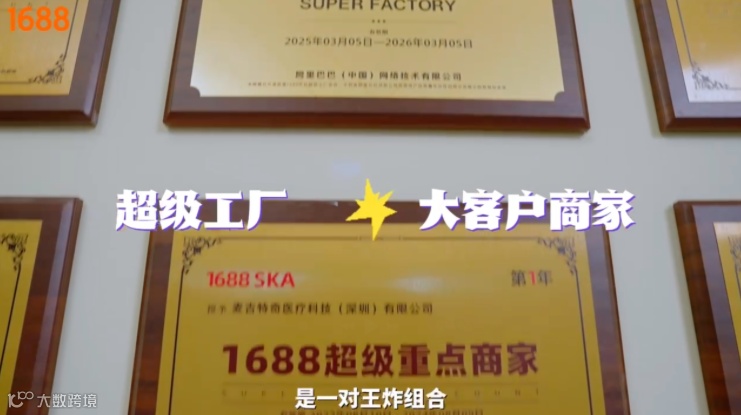 1688
SUPER FACTORY
2025年03月05日—2026年03月05日
阿里巴巴（中国）网络技术有限公司
超级工厂 大客户商家
1688 SKA 第1年
授予 麦吉特奇医疗科技（深圳）有限公司
1688超级重点商家
是一对王炸组合
大数跨境